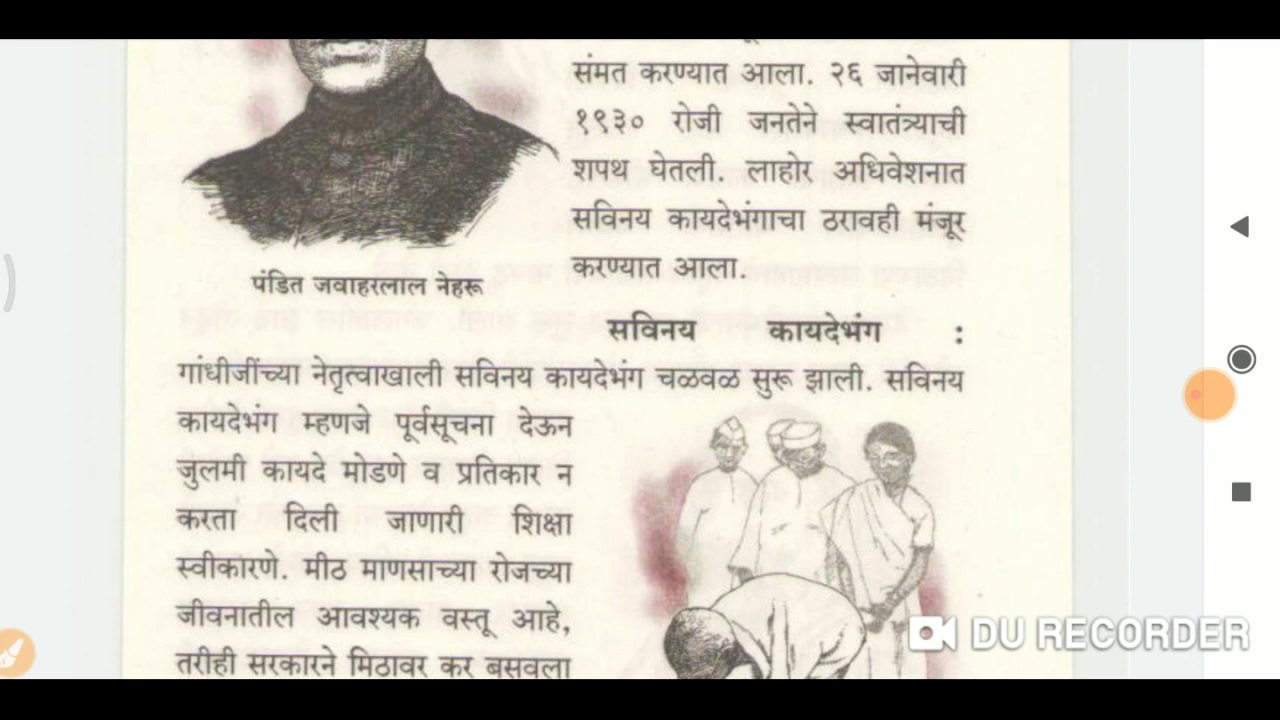 संमत करण्यात आला. २६ जानेवारी
१९३० रोजी जनतेने स्वातंत्र्याची
शपथ घेतली. लाहोर अधिवेशनात
सविनय कायदेभंगाचा ठरावही मंजूर
करण्यात आला.
पंडित जवाहरलाल नेहरू
सविनय कायदेभंग :
गांधीजींच्या नेतृत्वाखाली सविनय कायदेभंग चळवळ सुरू झाली. सविनय
कायदेभंग म्हणजे पूर्वसूचना देऊन
जुलमी कायदे मोडणे व प्रतिकार न
करता दिली जाणारी शिक्षा
स्वीकारणे. मीठ माणसाच्या रोजच्या
जीवनातील आवश्यक वस्तू आहे,
तरीही सरकारने मिठावर कर बसवला
DU RECORDER